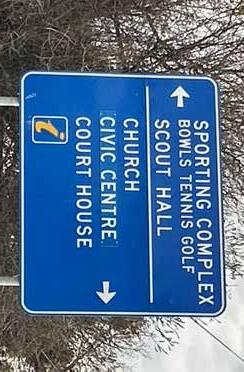 SPORTING COMPLEX
BOWLS TENNIS GOLF
SCOUT HALL
CHURCH
CIVIC CENTRE
i COURT HOUSE